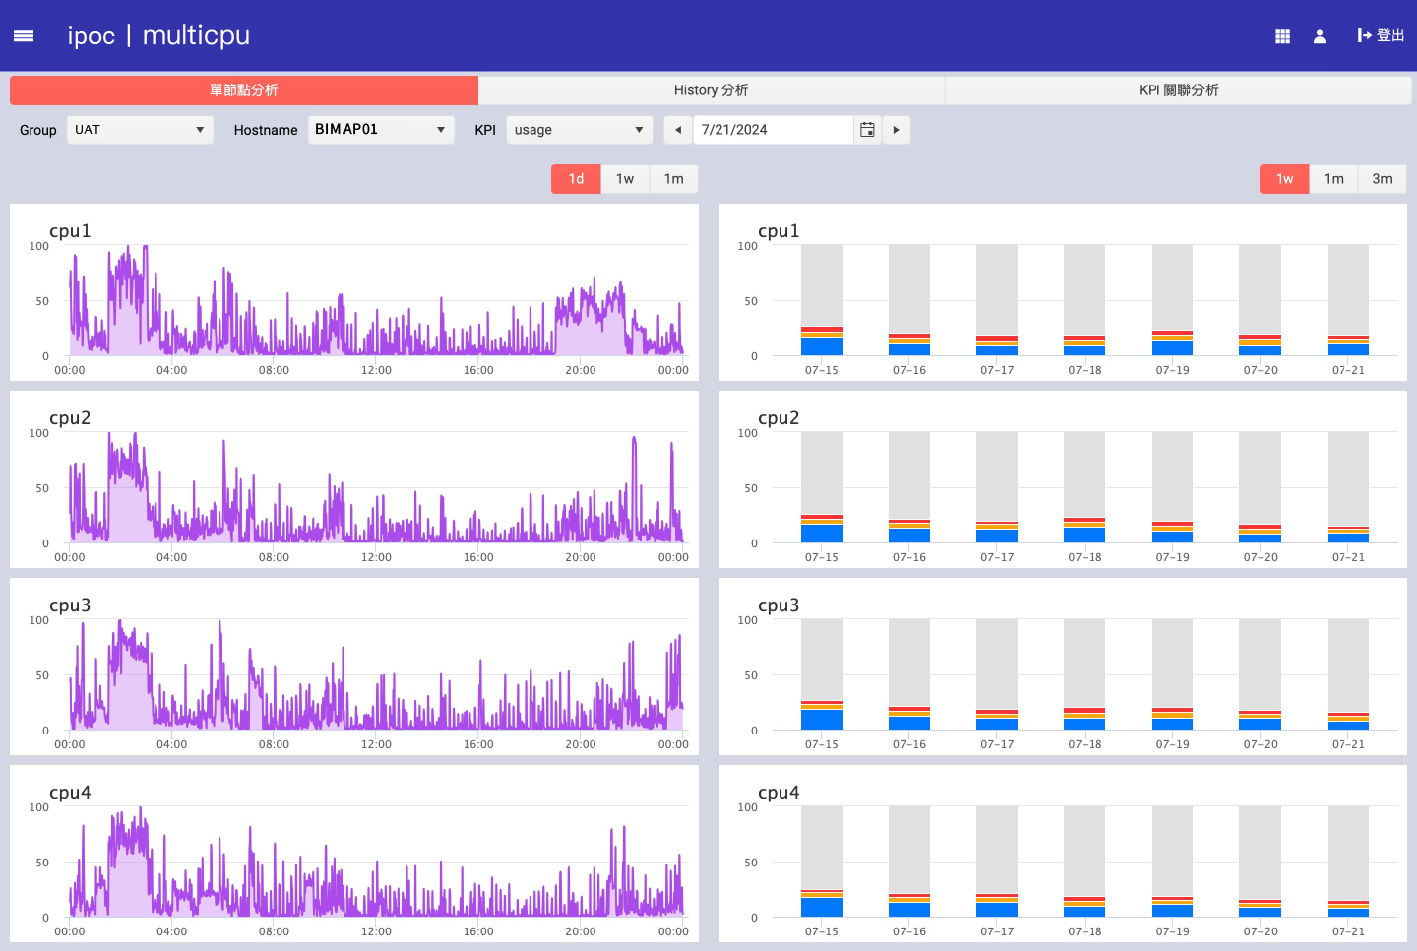 ipoc | multicpu
登出
單節點分析
History 分析
KPI 關聯分析
Group UAT Hostname BIMAP01 KPI usage 7/21/2024
1d 1w 1m
1w 1m 3m
cpu1
100
50
0
00:00 04:00 08:00 12:00 16:00 20:00 00:00
cpu1
100
50
0
07-15 07-16 07-17 07-18 07-19 07-20 07-21
cpu2
100
50
0
00:00 04:00 08:00 12:00 16:00 20:00 00:00
cpu2
100
50
0
07-15 07-16 07-17 07-18 07-19 07-20 07-21
cpu3
100
50
0
00:00 04:00 08:00 12:00 16:00 20:00 00:00
cpu3
100
50
0
07-15 07-16 07-17 07-18 07-19 07-20 07-21
cpu4
100
50
0
00:00 04:00 08:00 12:00 16:00 20:00 00:00
cpu4
100
50
0
07-15 07-16 07-17 07-18 07-19 07-20 07-21